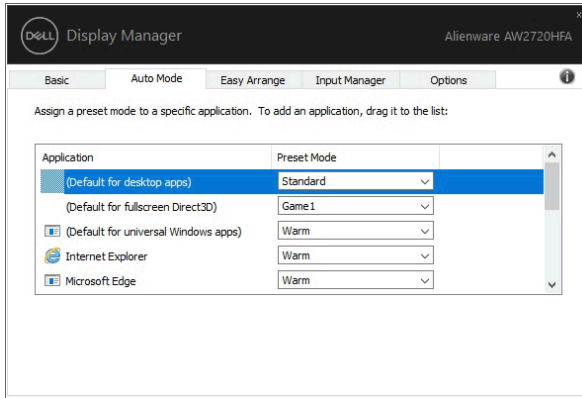 DELL Display Manager Alienware AW2720HFA
Basic Auto Mode Easy Arrange Input Manager Options
Assign a preset mode to a specific application. To add an application, drag it to the list:
Application Preset Mode
(Default for desktop apps) Standard
(Default for fullscreen Direct3D) Game1
(Default for universal Windows apps) Warm
Internet Explorer Warm
Microsoft Edge Warm